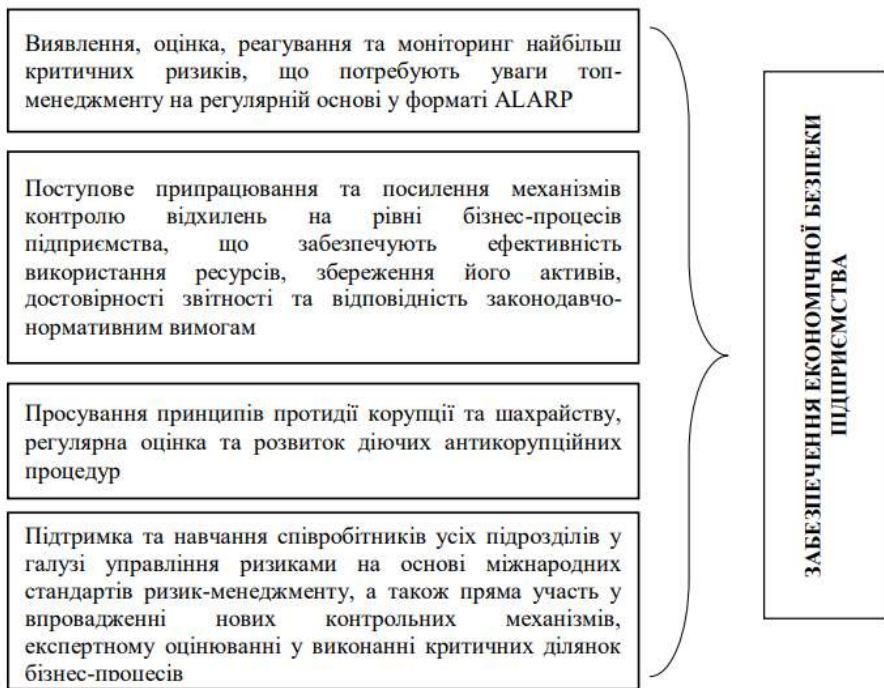 Виявлення, оцінка, реагування та моніторинг найбільш
критичних ризиків, що потребують уваги топ-
менеджменту на регулярній основі у форматі ALARP
Поступове припрацювання та посилення механізмів
контролю відхилень на рівні бізнес-процесів
підприємства, що забезпечують ефективність
використання ресурсів, збереження його активів,
достовірності звітності та відповідність законодавчо-
нормативним вимогам
Просування принципів протидії корупції та шахрайству,
регулярна оцінка та розвиток діючих антикорупційних
процедур
Підтримка та навчання співробітників усіх підрозділів у
галузі управління ризиками на основі міжнародних
стандартів ризик-менеджменту, а також пряма участь у
впровадженні нових контрольних механізмів,
експертному оцінюванні у виконанні критичних ділянок
бізнес-процесів
ЗАБЕЗПЕЧЕННЯ ЕКОНОМІЧНОЇ БЕЗПЕКИ
ПІДПРИЄМСТВА